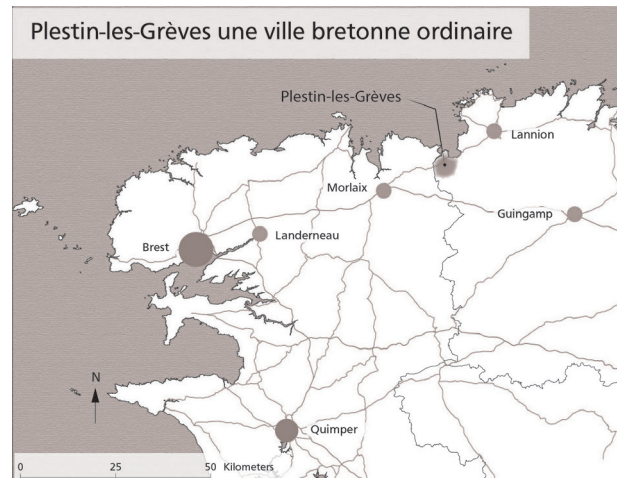 Plestin-les-Grèves une ville bretonne ordinaire
Plestin-les-Grèves
Lannion
Morlaix
Guingamp
Brest
Landerneau
N
Quimper
0 25 50 Kilometers